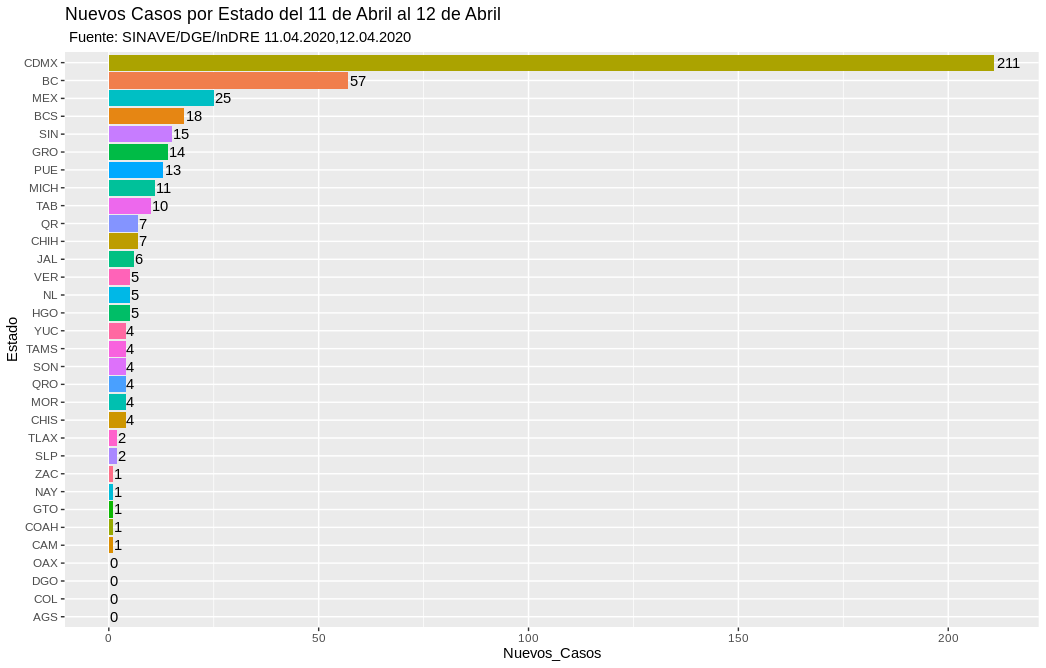 Nuevos Casos por Estado del 11 de Abril al 12 de Abril
Fuente: SINAVE/DGE/InDRE 11.04.2020,12.04.2020
Estado
CDMX 211
BC 57
MEX 25
BCS 18
SIN 15
GRO 14
PUE 13
MICH 11
TAB 10
QR 7
CHIH 7
JAL 6
VER 5
NL 5
HGO 5
YUC 4
TAMS 4
SON 4
QRO 4
MOR 4
CHIS 4
TLAX 2
SLP 2
ZAC 1
NAY 1
GTO 1
COAH 1
CAM 1
OAX 0
DGO 0
COL 0
AGS 0
0 50 100 150 200
Nuevos_Casos